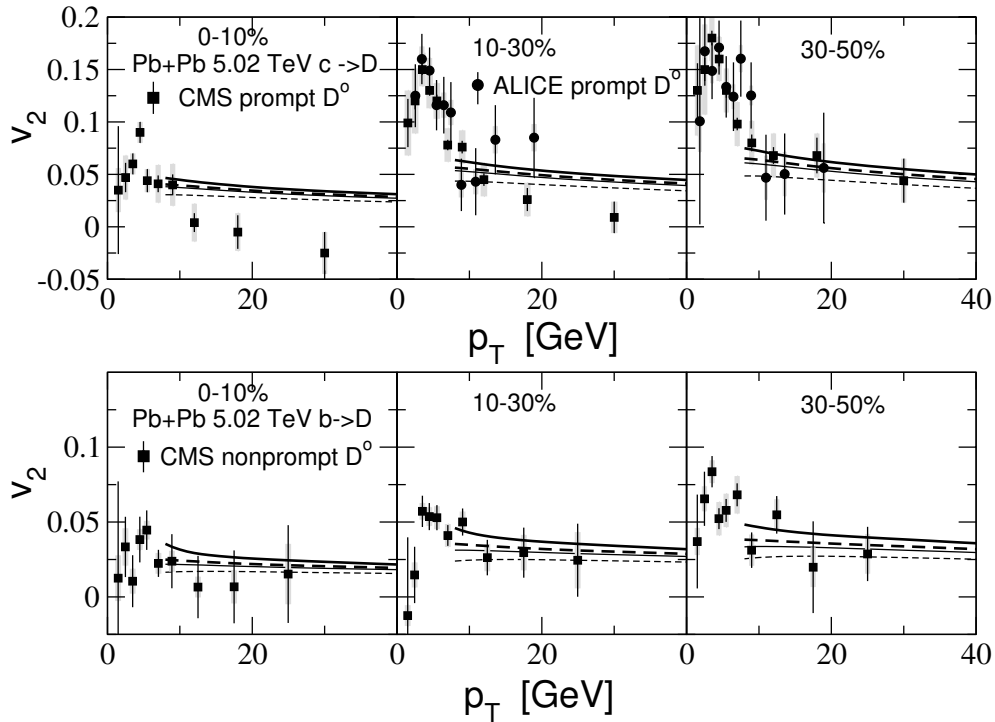 0.2
0.15
0.1
0.05
0
-0.05
v2
0-10%
Pb+Pb 5.02 TeV c ->D
CMS prompt D°
10-30%
ALICE prompt D°
30-50%
0 20 0 20 0 20 40
pT [GeV]
0.1
0.05
0
v2
0-10%
Pb+Pb 5.02 TeV b->D
CMS nonprompt D°
10-30%
30-50%
0 20 0 20 0 20 40
pT [GeV]